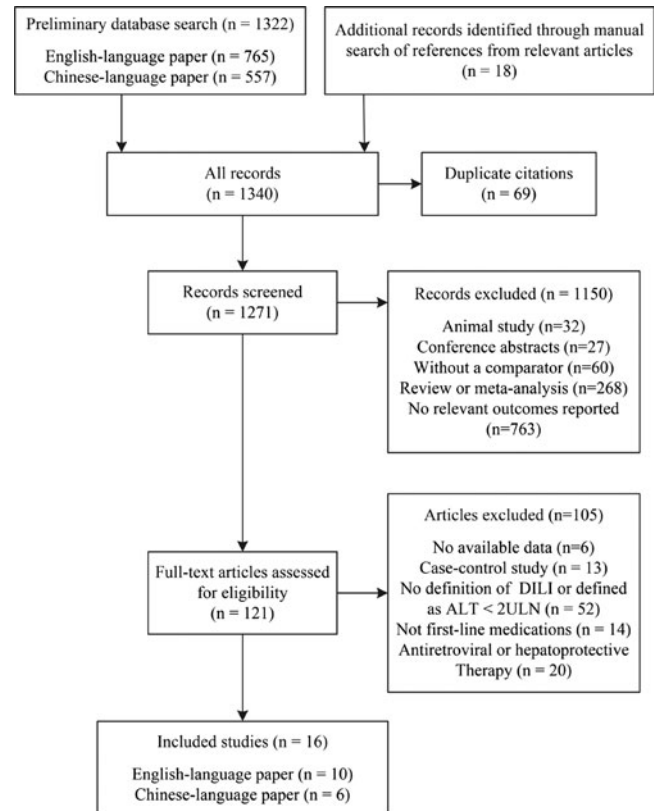 Preliminary database search (n = 1322)
English-language paper (n = 765)
Chinese-language paper (n = 557)
Additional records identified through manual
search of references from relevant articles
(n = 18)
All records
(n = 1340)
Duplicate citations
(n = 69)
Records screened
(n = 1271)
Records excluded (n = 1150)
Animal study (n=32)
Conference abstracts (n=27)
Without a comparator (n=60)
Review or meta-analysis (n=268)
No relevant outcomes reported
(n=763)
Full-text articles assessed
for eligibility
(n = 121)
Articles excluded (n=105)
No available data (n=6)
Case-control study (n = 13)
No definition of DILI or defined
as ALT < 2ULN (n = 52)
Not first-line medications (n = 14)
Antiretroviral or hepatoprotective
Therapy (n = 20)
Included studies (n = 16)
English-language paper (n = 10)
Chinese-language paper (n = 6)